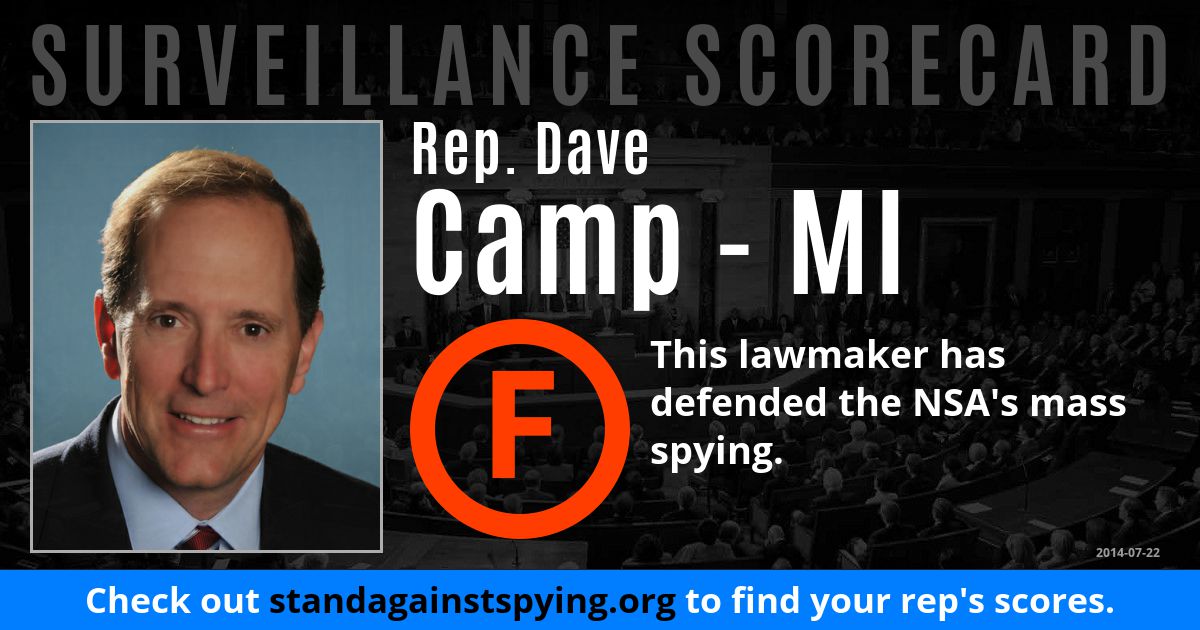 SURVEILLANCE SCORECARD
Rep. Dave
Camp - MI
F
This lawmaker has
defended the NSA's mass
spying.
2014-07-22
Check out standagainstspying.org to find your rep's scores.